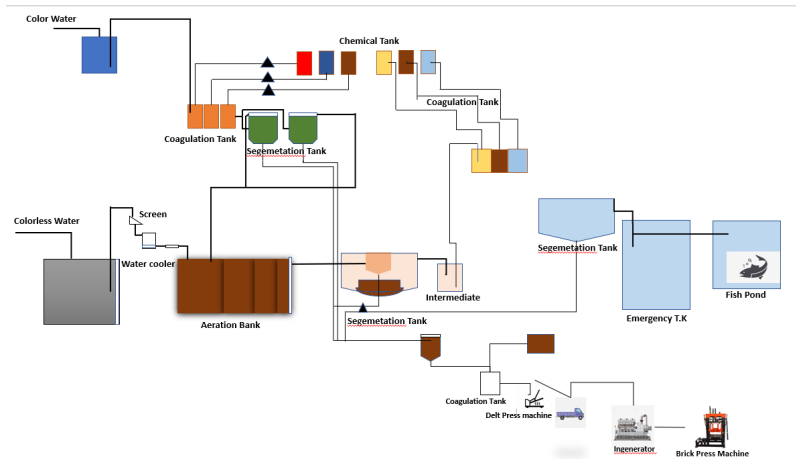 Color Water
Chemical Tank
Coagulation Tank
Coagulation Tank
Segemetation Tank
Colorless Water
Screen
Water cooler
Segemetation Tank
Aeration Bank
Intermediate
Segemetation Tank
Emergency T.K
Fish Pond
Coagulation Tank
Delt Press machine
Ingenerator
Brick Press Machine